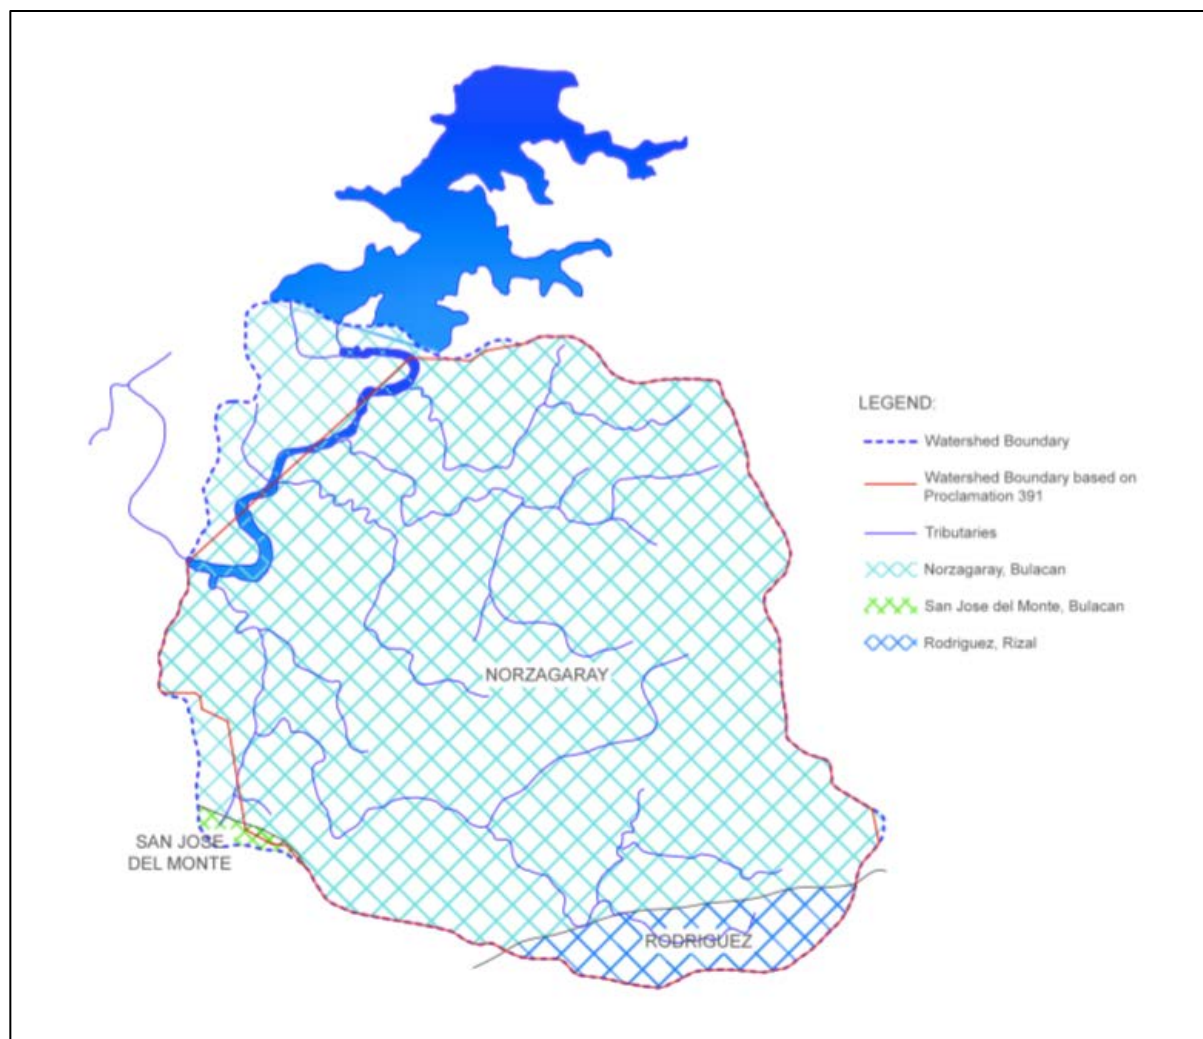 LEGEND:
Watershed Boundary
Watershed Boundary based on
Proclamation 391
Tributaries
Norzagaray, Bulacan
San Jose del Monte, Bulacan
Rodriguez, Rizal
NORZAGARAY
SAN JOSE
DEL MONTE
RODRIGUEZ